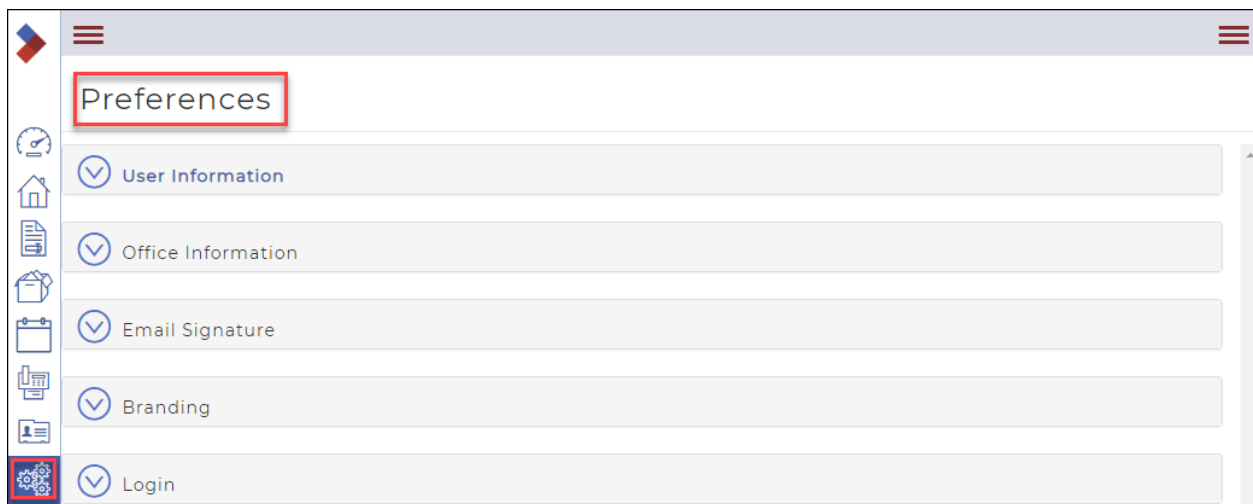 Preferences
User Information
Office Information
Email Signature
Branding
Login